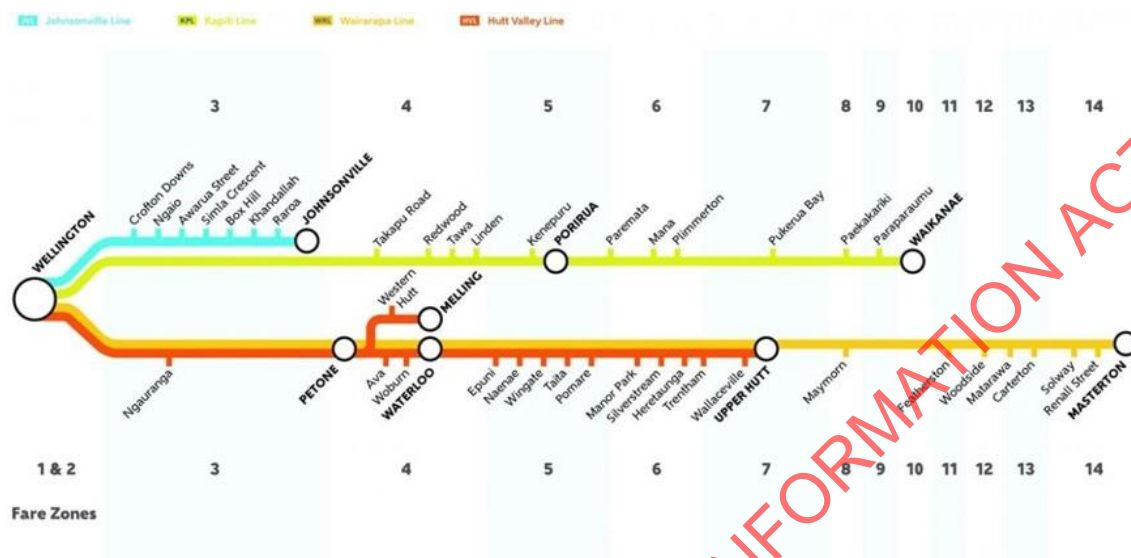 JVL Johnsonville Line KPL Kapiti Line WRL Wairarapa Line HVL Hutt Valley Line
3 4 5 6 7 8 9 10 11 12 13 14
WELLINGTON
Crofton Downs
Ngaio
Awarua Street
Simla Crescent
Box Hill
Khandallah
Raroa
JOHNSONVILLE
Takapu Road
Redwood
Tawa
Linden
Kenepuru
PORIRUA
Paremata
Mana
Plimmerton
Pukerua Bay
Paekakariki
Paraparaumu
WAIKANAE
Western
Hutt
MELLING
Ngauranga
PETONE
Ava
Woburn
WATERLOO
Epuni
Naenae
Wingate
Taita
Pomare
Manor Park
Silverstream
Heretaunga
Trentham
Wallaceville
UPPER HUTT
Maymorn
Featherston
Woodside
Matarawa
Carterton
Solway
Renall Street
MASTERTON
1 & 2 3 4 5 6 7 8 9 10 11 12 13 14
Fare Zones
INFORMATION ACT